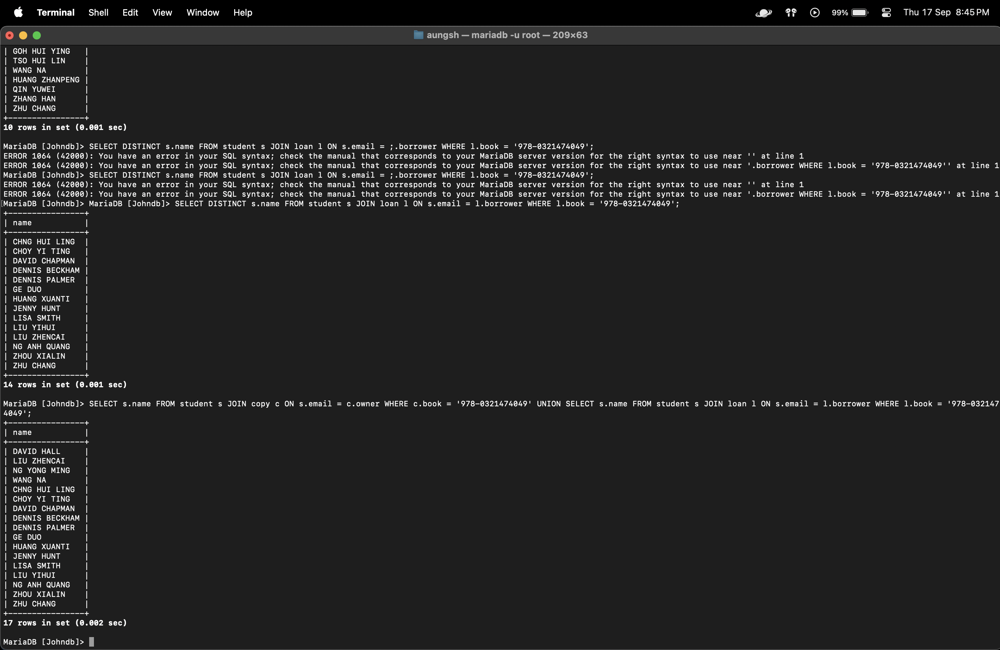 Terminal Shell Edit View Window Help 99% Thu 17 Sep 8:45 PM
aungsh — mariadb -u root — 209×63
| GOH HUI YING   |
| TSO HUI LIN    |
| WANG NA        |
| HUANG ZHANPENG |
| QIN YUWEI      |
| ZHANG HAN      |
| ZHU CHANG      |
+----------------+
10 rows in set (0.001 sec)
MariaDB [Johndb]> SELECT DISTINCT s.name FROM student s JOIN loan l ON s.email = ;.borrower WHERE l.book = '978-0321474049';
ERROR 1064 (42000): You have an error in your SQL syntax; check the manual that corresponds to your MariaDB server version for the right syntax to use near '' at line 1
ERROR 1064 (42000): You have an error in your SQL syntax; check the manual that corresponds to your MariaDB server version for the right syntax to use near '.borrower WHERE l.book = '978-0321474049'' at line 1
MariaDB [Johndb]> SELECT DISTINCT s.name FROM student s JOIN loan l ON s.email = ;.borrower WHERE l.book = '978-0321474049';
ERROR 1064 (42000): You have an error in your SQL syntax; check the manual that corresponds to your MariaDB server version for the right syntax to use near '' at line 1
ERROR 1064 (42000): You have an error in your SQL syntax; check the manual that corresponds to your MariaDB server version for the right syntax to use near '.borrower WHERE l.book = '978-0321474049'' at line 1
[MariaDB [Johndb]> MariaDB [Johndb]> SELECT DISTINCT s.name FROM student s JOIN loan l ON s.email = l.borrower WHERE l.book = '978-0321474049';
+----------------+
| name           |
+----------------+
| CHNG HUI LING  |
| CHOY YI TING   |
| DAVID CHAPMAN  |
| DENNIS BECKHAM |
| DENNIS PALMER  |
| GE DUO         |
| HUANG XUANTI   |
| JENNY HUNT     |
| LISA SMITH     |
| LIU YIHUI      |
| LIU ZHENCAI    |
| NG ANH QUANG   |
| ZHOU XIALIN    |
| ZHU CHANG      |
+----------------+
14 rows in set (0.001 sec)
MariaDB [Johndb]> SELECT s.name FROM student s JOIN copy c ON s.email = c.owner WHERE c.book = '978-0321474049' UNION SELECT s.name FROM student s JOIN loan l ON s.email = l.borrower WHERE l.book = '978-032147
4049';
+----------------+
| name           |
+----------------+
| DAVID HALL     |
| LIU ZHENCAI    |
| NG YONG MING   |
| WANG NA        |
| CHNG HUI LING  |
| CHOY YI TING   |
| DAVID CHAPMAN  |
| DENNIS BECKHAM |
| DENNIS PALMER  |
| GE DUO         |
| HUANG XUANTI   |
| JENNY HUNT     |
| LISA SMITH     |
| LIU YIHUI      |
| NG ANH QUANG   |
| ZHOU XIALIN    |
| ZHU CHANG      |
+----------------+
17 rows in set (0.002 sec)
MariaDB [Johndb]>